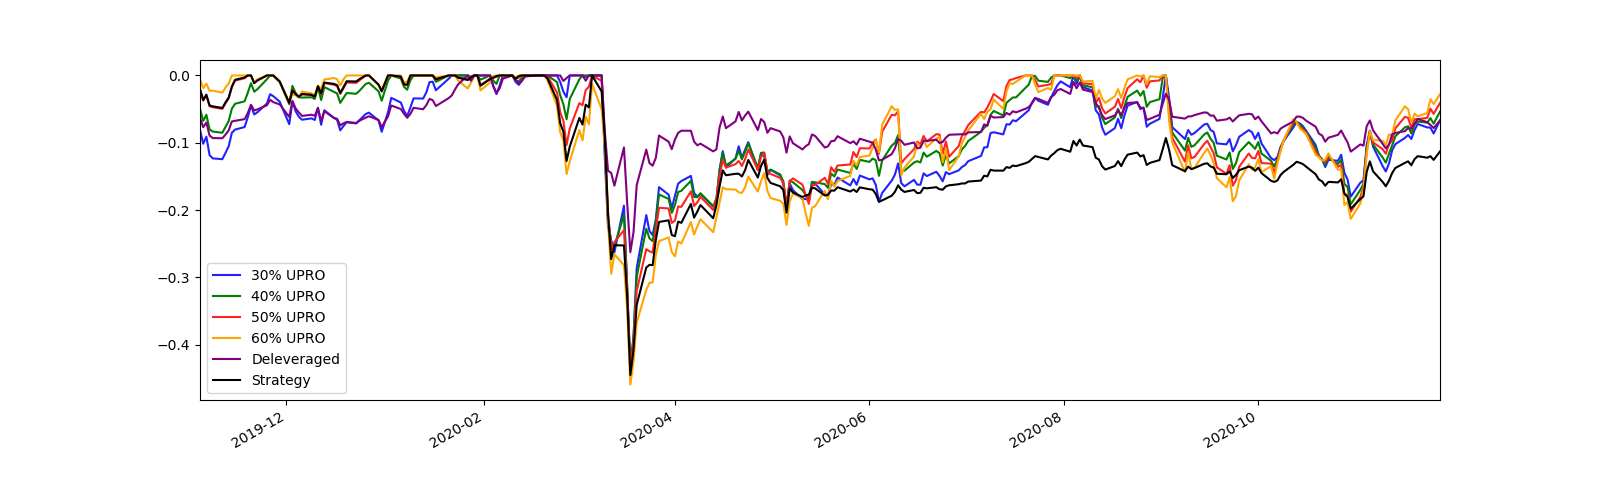 0.0
−0.1
−0.2
−0.3
−0.4
30% UPRO
40% UPRO
50% UPRO
60% UPRO
Deleveraged
Strategy
2019-12
2020-02
2020-04
2020-06
2020-08
2020-10